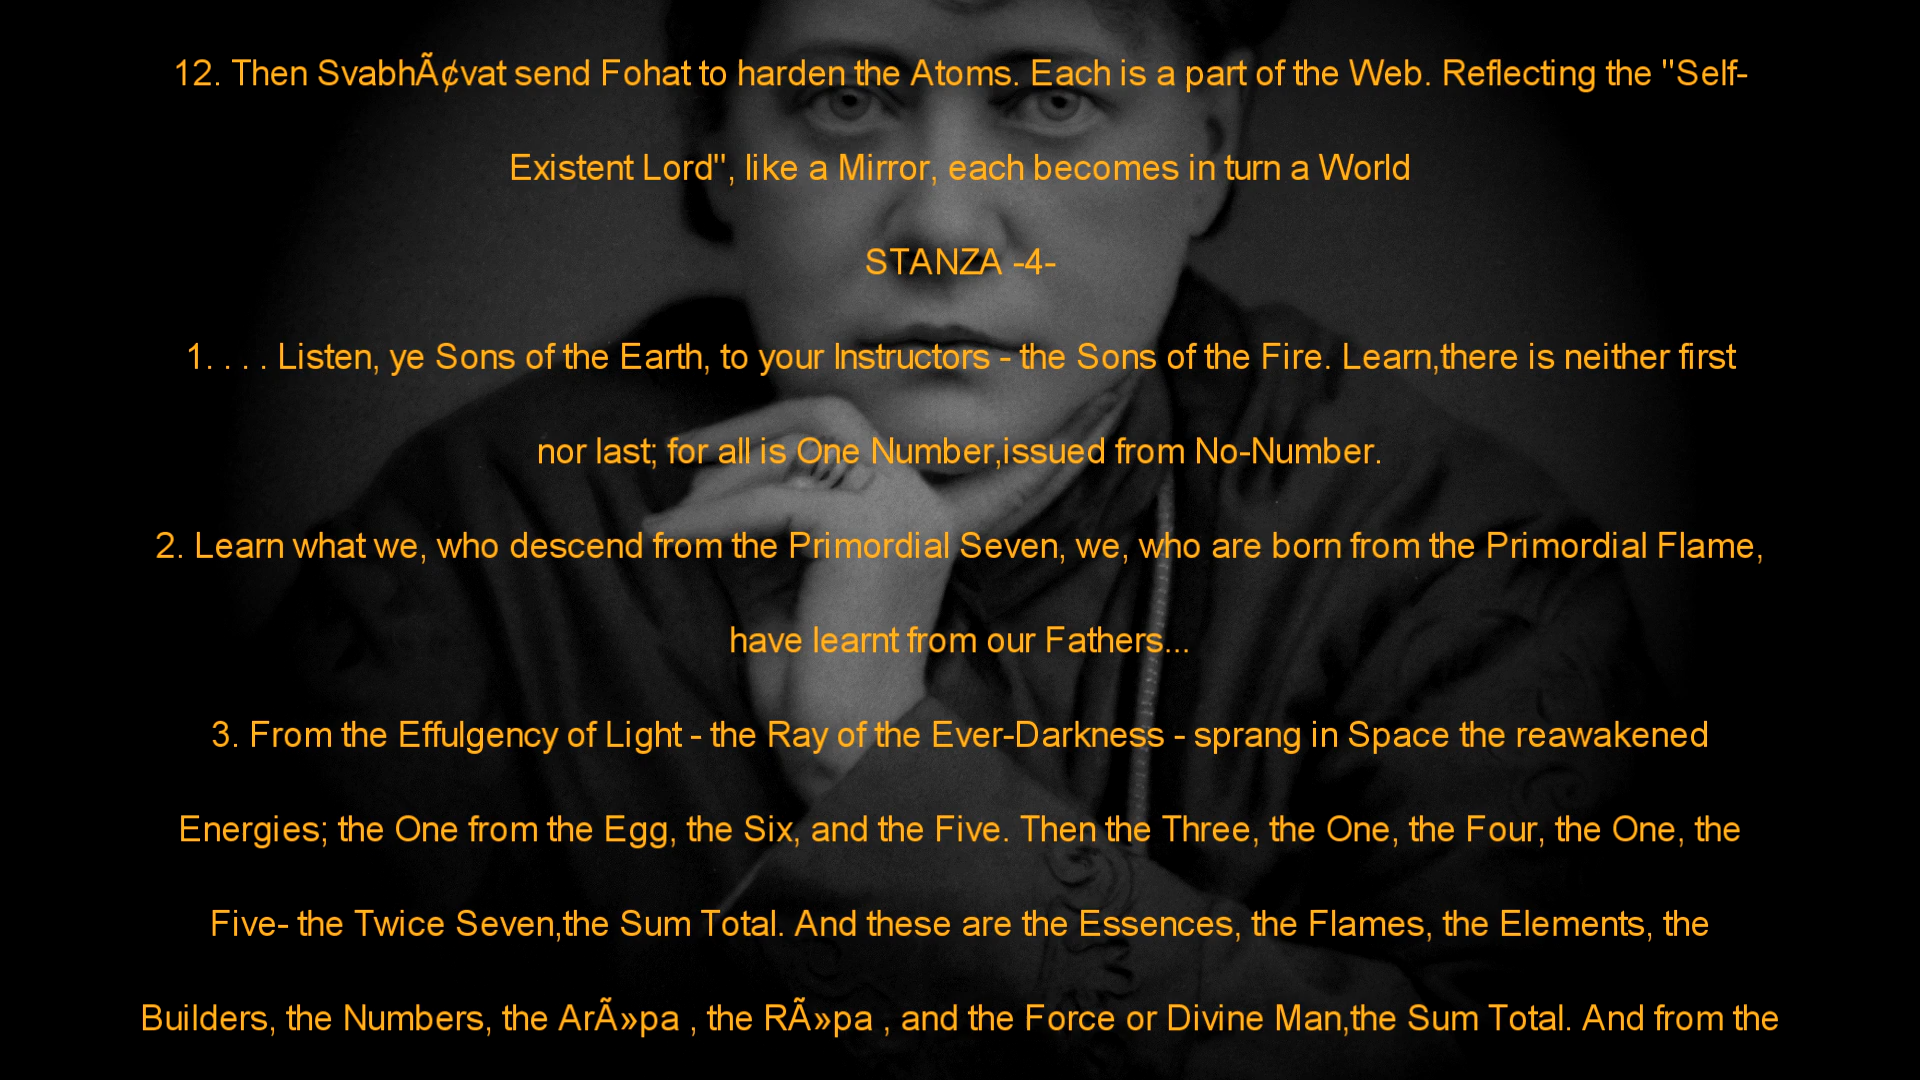 12. Then SvabhÃ¢vat send Fohat to harden the Atoms. Each is a part of the Web. Reflecting the "Self-
Existent Lord", like a Mirror, each becomes in turn a World
STANZA -4-
1. . . . Listen, ye Sons of the Earth, to your Instructors - the Sons of the Fire. Learn,there is neither first
nor last; for all is One Number,issued from No-Number.
2. Learn what we, who descend from the Primordial Seven, we, who are born from the Primordial Flame,
have learnt from our Fathers...
3. From the Effulgency of Light - the Ray of the Ever-Darkness - sprang in Space the reawakened
Energies; the One from the Egg, the Six, and the Five. Then the Three, the One, the Four, the One, the
Five- the Twice Seven,the Sum Total. And these are the Essences, the Flames, the Elements, the
Builders, the Numbers, the ArÃ»pa , the RÃ»pa , and the Force or Divine Man,the Sum Total. And from the